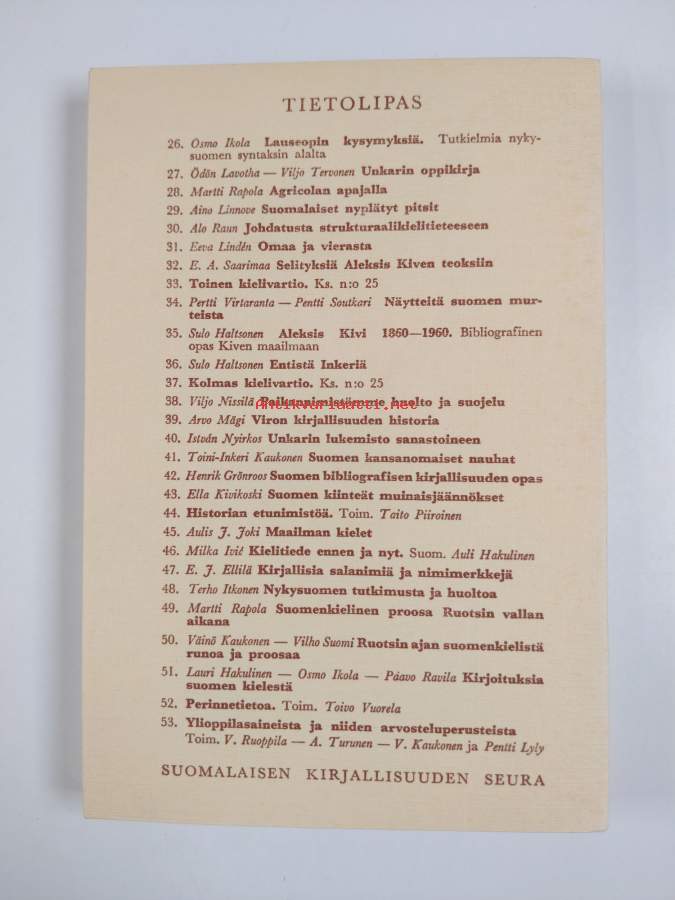 TIETOLIPAS
26. Osmo Ikola Lauseopin kysymyksiä. Tutkielmia nyky-
suomen syntaksin alalta
27. Ödön Lavotha — Viljo Tervonen Unkarin oppikirja
28. Martti Rapola Agricolan apajalla
29. Aino Linnove Suomalaiset nyplätyt pitsit
30. Alo Raun Johdatusta strukturaalikielitieteeseen
31. Eeva Lindén Omaa ja vierasta
32. E. A. Saarimaa Selityksiä Aleksis Kiven teoksiin
33. Toinen kielivartio. Ks. n:o 25
34. Pertti Virtaranta — Pentti Soutkari Näytteitä suomen mur-
teista
35. Sulo Haltsonen Aleksis Kivi 1860—1960. Bibliografinen
opas Kiven maailmaan
36. Sulo Haltsonen Entistä Inkeriä
37. Kolmas kielivartio. Ks. n:o 25
38. Viljo Nissilä Paikannimistömme huolto ja suojelu
Antikvariaatti.net
39. Arvo Mägi Viron kirjallisuuden historia
40. István Nyirkos Unkarin lukemisto sanastoineen
41. Toini-Inkeri Kaukonen Suomen kansanomaiset nauhat
42. Henrik Grönroos Suomen bibliografisen kirjallisuuden opas
43. Ella Kivikoski Suomen kiinteät muinaisjäännökset
44. Historian etunimistöä. Toim. Taito Piiroinen
45. Aulis J. Joki Maailman kielet
46. Milka Ivić Kielitiede ennen ja nyt. Suom. Auli Hakulinen
47. E. J. Ellilä Kirjallisia salanimiä ja nimimerkkejä
48. Terho Itkonen Nykysuomen tutkimusta ja huoltoa
49. Martti Rapola Suomenkielinen proosa Ruotsin vallan
aikana
50. Väinö Kaukonen — Vilho Suomi Ruotsin ajan suomenkielistä
runoa ja proosaa
51. Lauri Hakulinen — Osmo Ikola — Paavo Ravila Kirjoituksia
suomen kielestä
52. Perinnetietoa. Toim. Toivo Vuorela
53. Ylioppilasaineista ja niiden arvosteluperusteista
Toim. V. Ruoppila — A. Turunen — V. Kaukonen ja Pentti Lyly
SUOMALAISEN KIRJALLISUUDEN SEURA